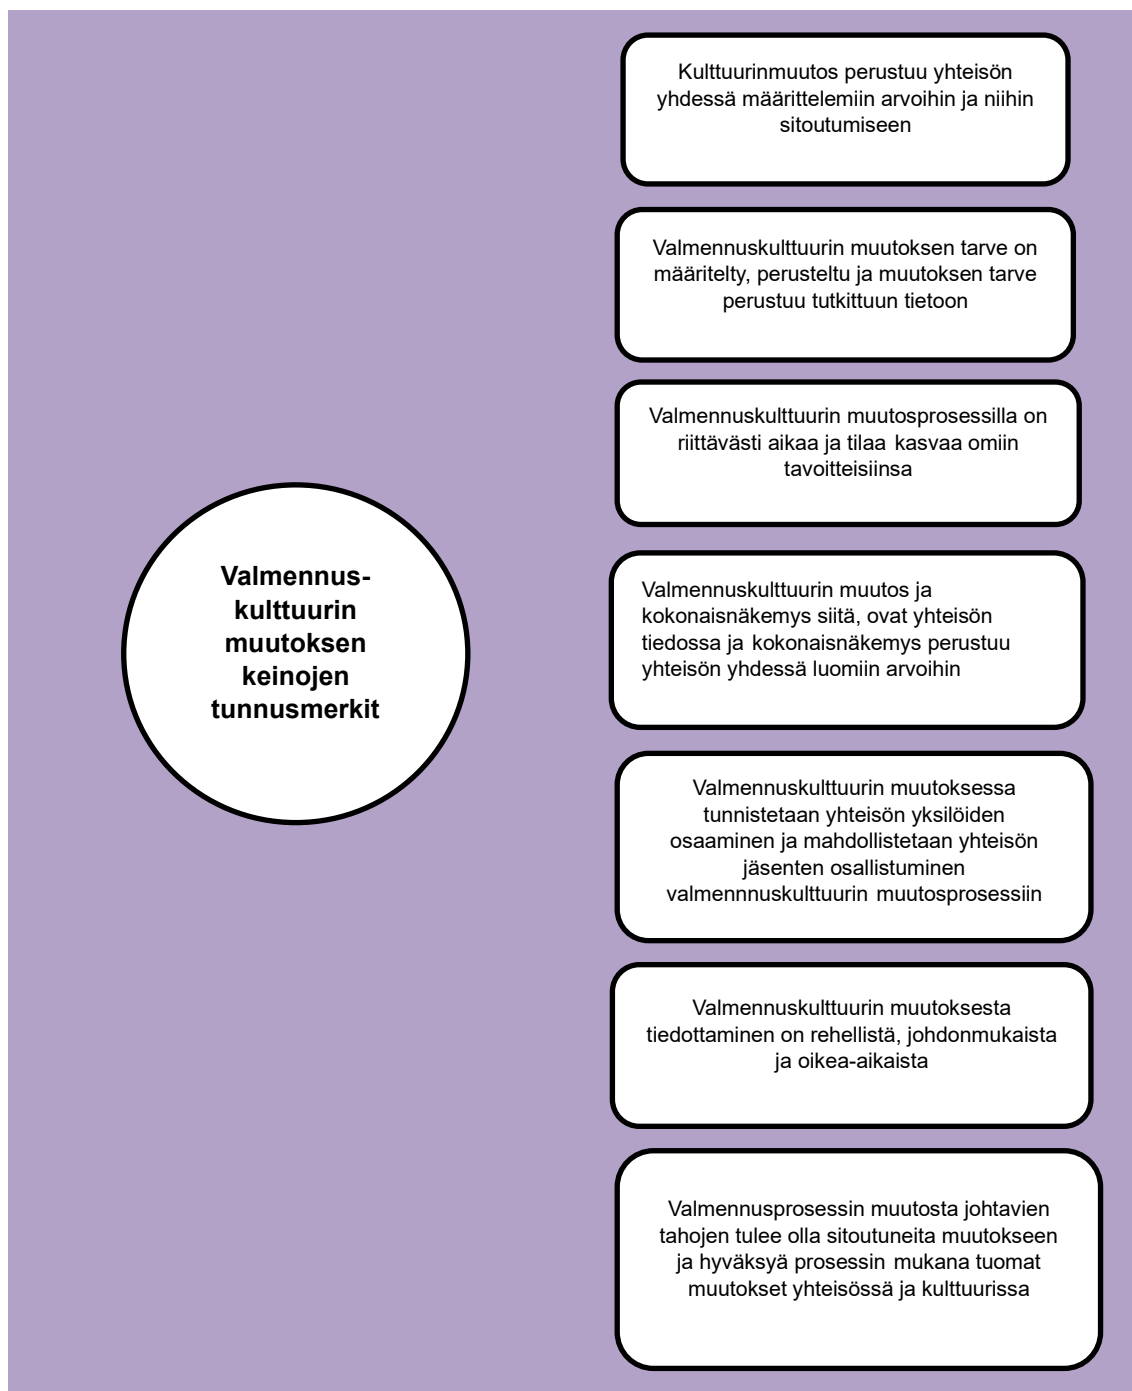 Kulttuurinmuutos perustuu yhteisön
yhdessä määrittelemiin arvoihin ja niihin
sitoutumiseen
Valmennuskulttuurin muutoksen tarve on
määritelty, perusteltu ja muutoksen tarve
perustuu tutkittuun tietoon
Valmennuskulttuurin muutosprosessilla on
riittävästi aikaa ja tilaa kasvaa omiin
tavoitteisiinsa
Valmennus-
kulttuurin
muutoksen
keinojen
tunnusmerkit
Valmennuskulttuurin muutos ja
kokonaisnäkemys siitä, ovat yhteisön
tiedossa ja kokonaisnäkemys perustuu
yhteisön yhdessä luomiin arvoihin
Valmennuskulttuurin muutoksessa
tunnistetaan yhteisön yksilöiden
osaaminen ja mahdollistetaan yhteisön
jäsenten osallistuminen
valmennnuskulttuurin muutosprosessiin
Valmennuskulttuurin muutoksesta
tiedottaminen on rehellistä, johdonmukaista
ja oikea-aikaista
Valmennusprosessin muutosta johtavien
tahojen tulee olla sitoutuneita muutokseen
ja hyväksyä prosessin mukana tuomat
muutokset yhteisössä ja kulttuurissa